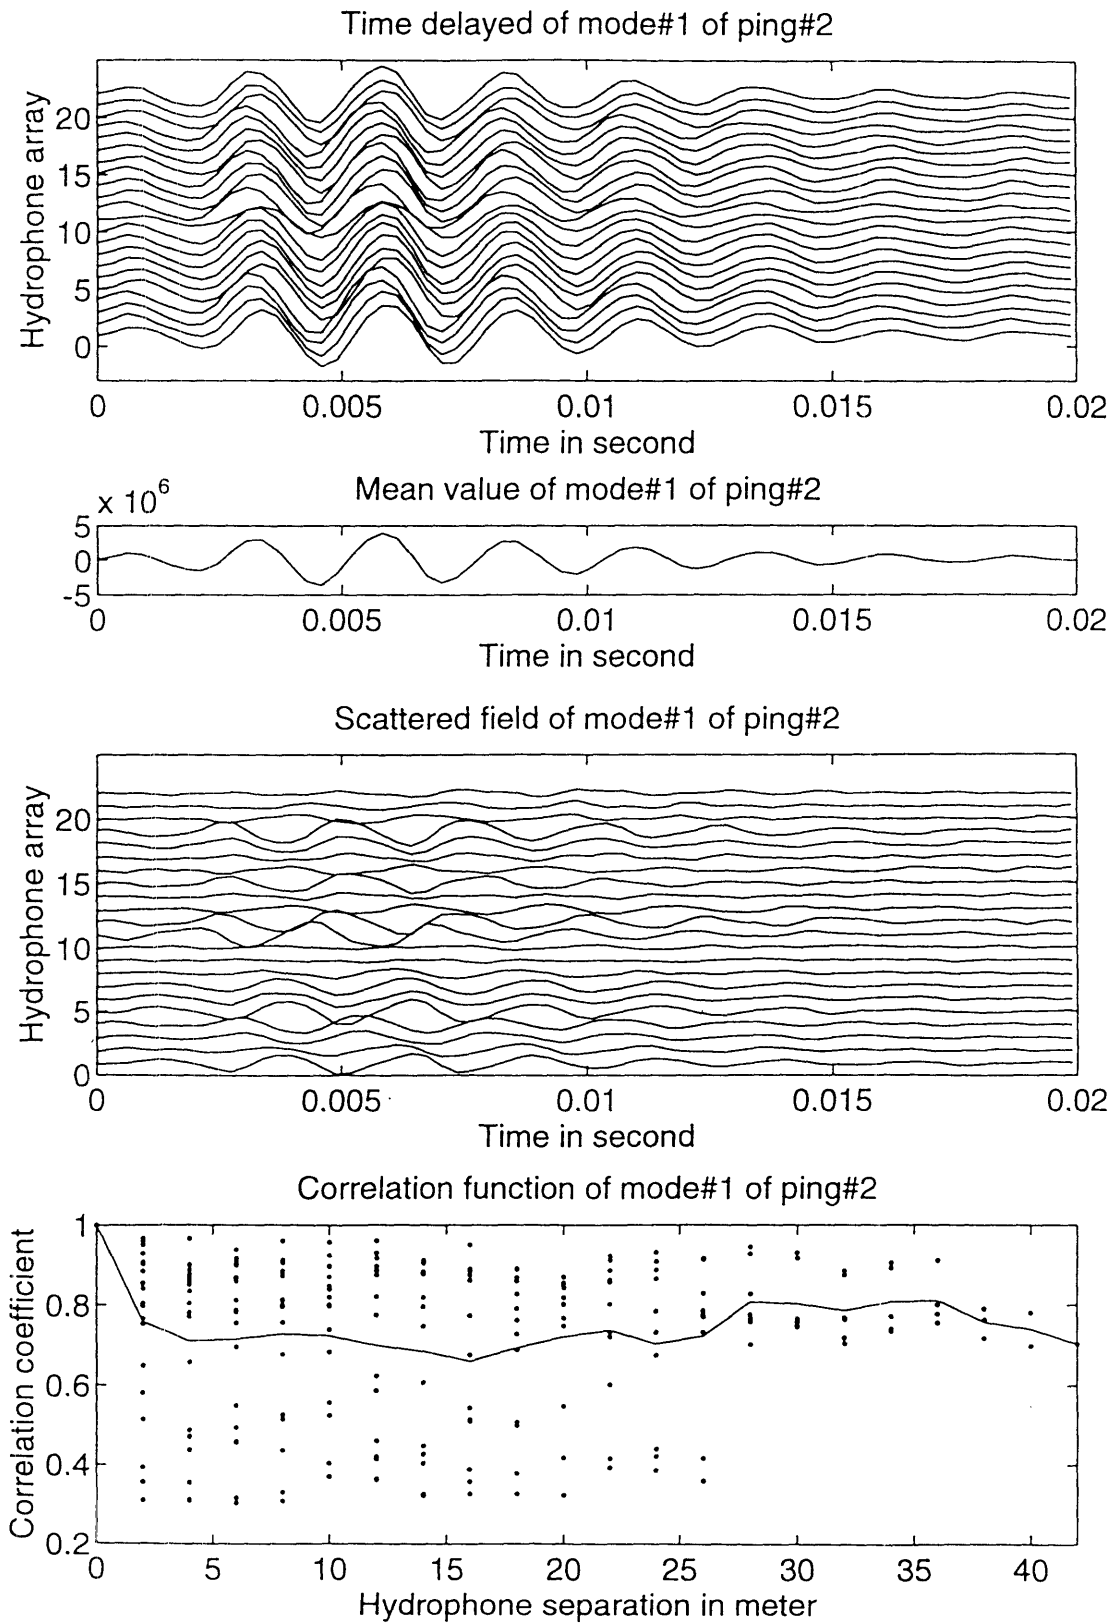 Time delayed of mode#1 of ping#2
Hydrophone array
20
15
10
5
0
0 0.005 0.01 0.015 0.02
Time in second
x 10^6
Mean value of mode#1 of ping#2
5
0
-5
0 0.005 0.01 0.015 0.02
Time in second
Scattered field of mode#1 of ping#2
Hydrophone array
20
15
10
5
0
0 0.005 0.01 0.015 0.02
Time in second
Correlation function of mode#1 of ping#2
Correlation coefficient
1
0.8
0.6
0.4
0.2
0 5 10 15 20 25 30 35 40
Hydrophone separation in meter